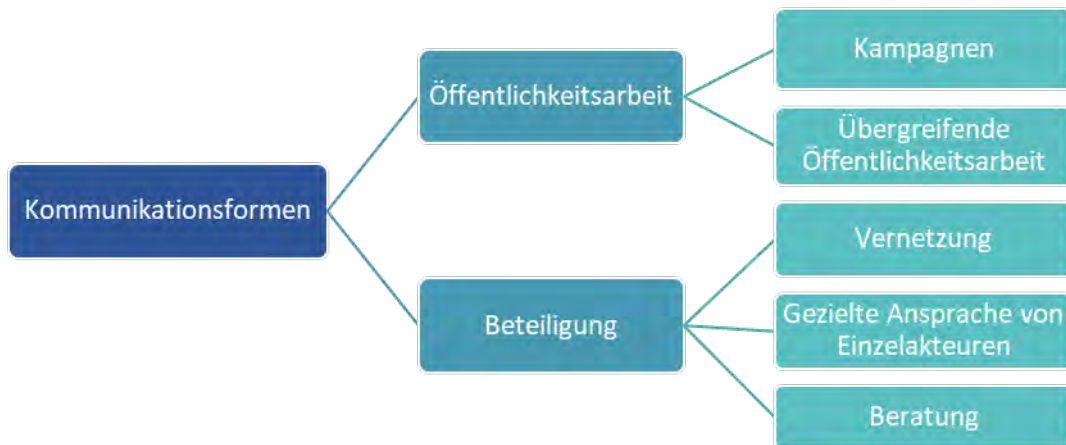 Kommunikationsformen
Öffentlichkeitsarbeit
Kampagnen
Übergreifende
Öffentlichkeitsarbeit
Beteiligung
Vernetzung
Gezielte Ansprache von
Einzelakteuren
Beratung